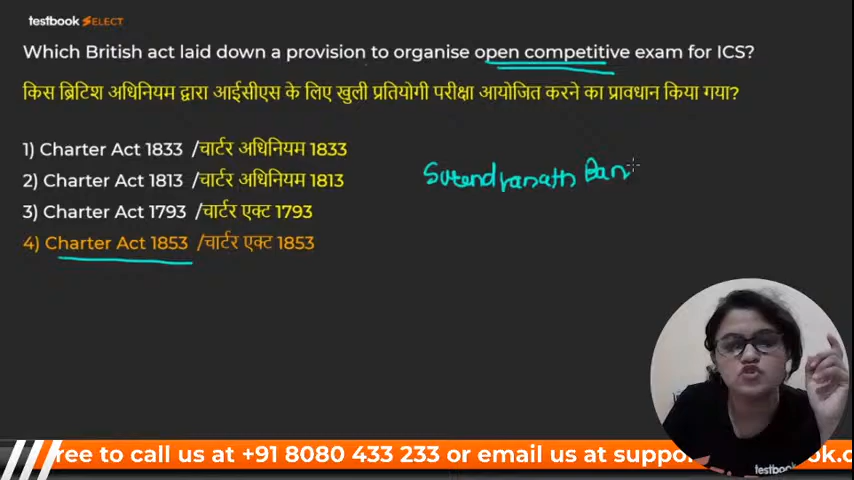 testbook SELECT
Which British act laid down a provision to organise open competitive exam for ICS?
किस ब्रिटिश अधिनियम द्वारा आईसीएस के लिए खुली प्रतियोगी परीक्षा आयोजित करने का प्रावधान किया गया?
1) Charter Act 1833 /चार्टर अधिनियम 1833
2) Charter Act 1813 /चार्टर अधिनियम 1813
3) Charter Act 1793 /चार्टर एक्ट 1793
4) Charter Act 1853 /चार्टर एक्ट 1853
Surendranath Ban
testbook
ree to call us at +91 8080 433 233 or email us at suppo ok.c